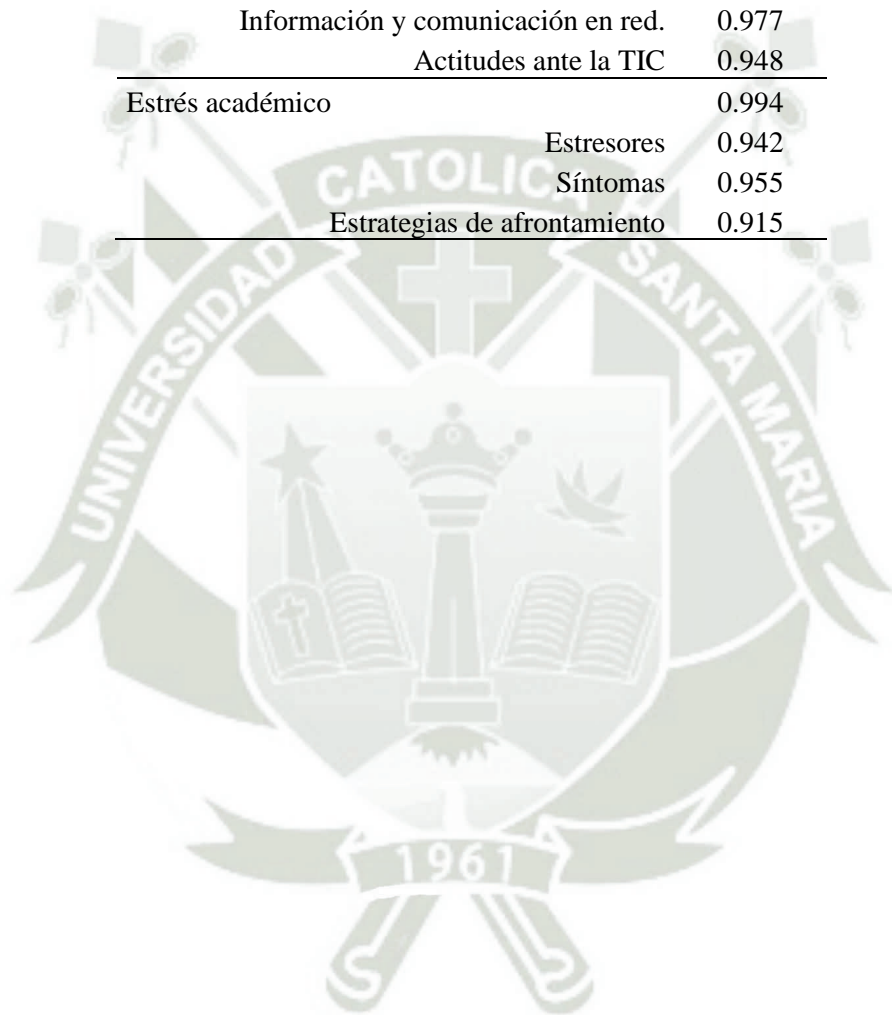 Información y comunicación en red. 0.977
Actitudes ante la TIC 0.948
Estrés académico 0.994
Estresores 0.942
Síntomas 0.955
Estrategias de afrontamiento 0.915
UNIVERSIDAD CATOLICA SANTA MARIA
1961